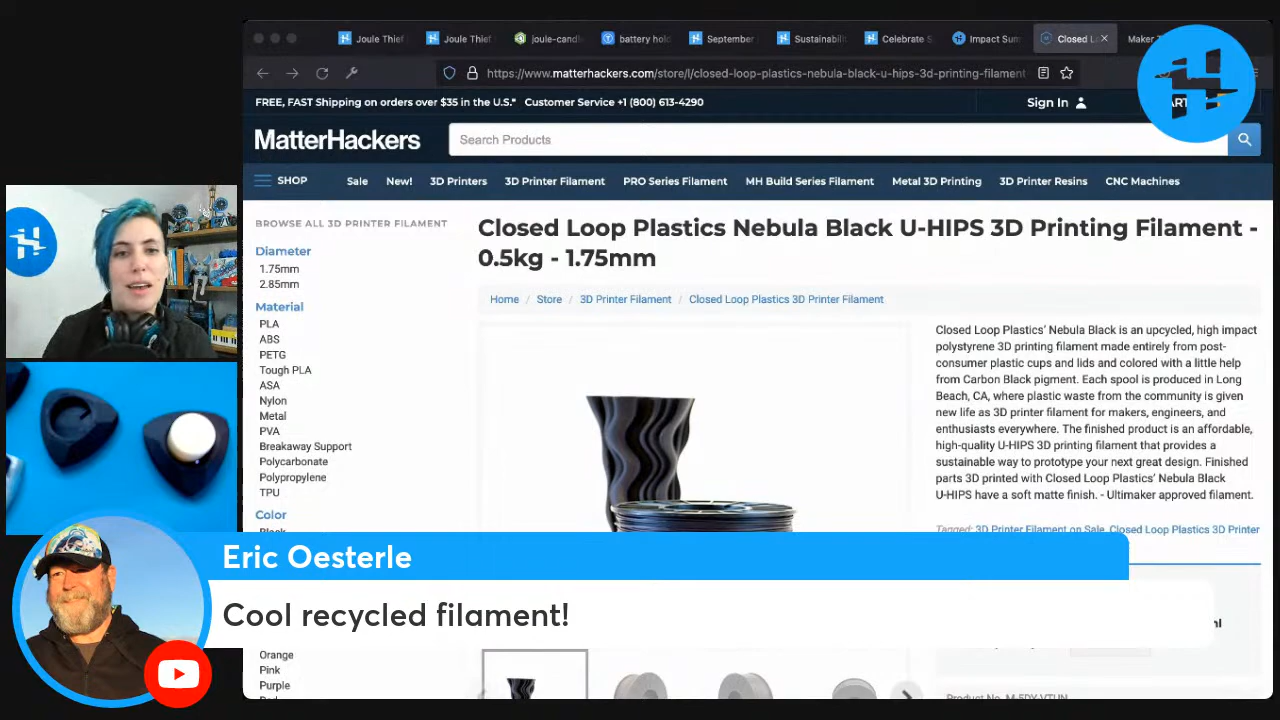 Joule Thief
Joule Thief
joule-candl
battery hold
September
Sustainabili
Celebrate S
Impact Sum
Closed L
Maker
https://www.matterhackers.com/store/l/closed-loop-plastics-nebula-black-u-hips-3d-printing-filament
FREE, FAST Shipping on orders over $35 in the U.S.* Customer Service +1 (800) 613-4290
Sign In
MatterHackers
Search Products
SHOP
Sale
New!
3D Printers
3D Printer Filament
PRO Series Filament
MH Build Series Filament
Metal 3D Printing
3D Printer Resins
CNC Machines
BROWSE ALL 3D PRINTER FILAMENT
Diameter
1.75mm
2.85mm
Material
PLA
ABS
PETG
Tough PLA
ASA
Nylon
Metal
PVA
Breakaway Support
Polycarbonate
Polypropylene
TPU
Color
Closed Loop Plastics Nebula Black U-HIPS 3D Printing Filament -
0.5kg - 1.75mm
Home / Store / 3D Printer Filament / Closed Loop Plastics 3D Printer Filament
Closed Loop Plastics' Nebula Black is an upcycled, high impact
polystyrene 3D printing filament made entirely from post-
consumer plastic cups and lids and colored with a little help
from Carbon Black pigment. Each spool is produced in Long
Beach, CA, where plastic waste from the community is given
new life as 3D printer filament for makers, engineers, and
enthusiasts everywhere. The finished product is an affordable,
high-quality U-HIPS 3D printing filament that provides a
sustainable way to prototype your next great design. Finished
parts 3D printed with Closed Loop Plastics' Nebula Black
U-HIPS have a soft matte finish. - Ultimaker approved filament.
Tagged: 3D Printer Filament on Sale, Closed Loop Plastics 3D Printer
Eric Oesterle
Cool recycled filament!
Orange
Pink
Purple